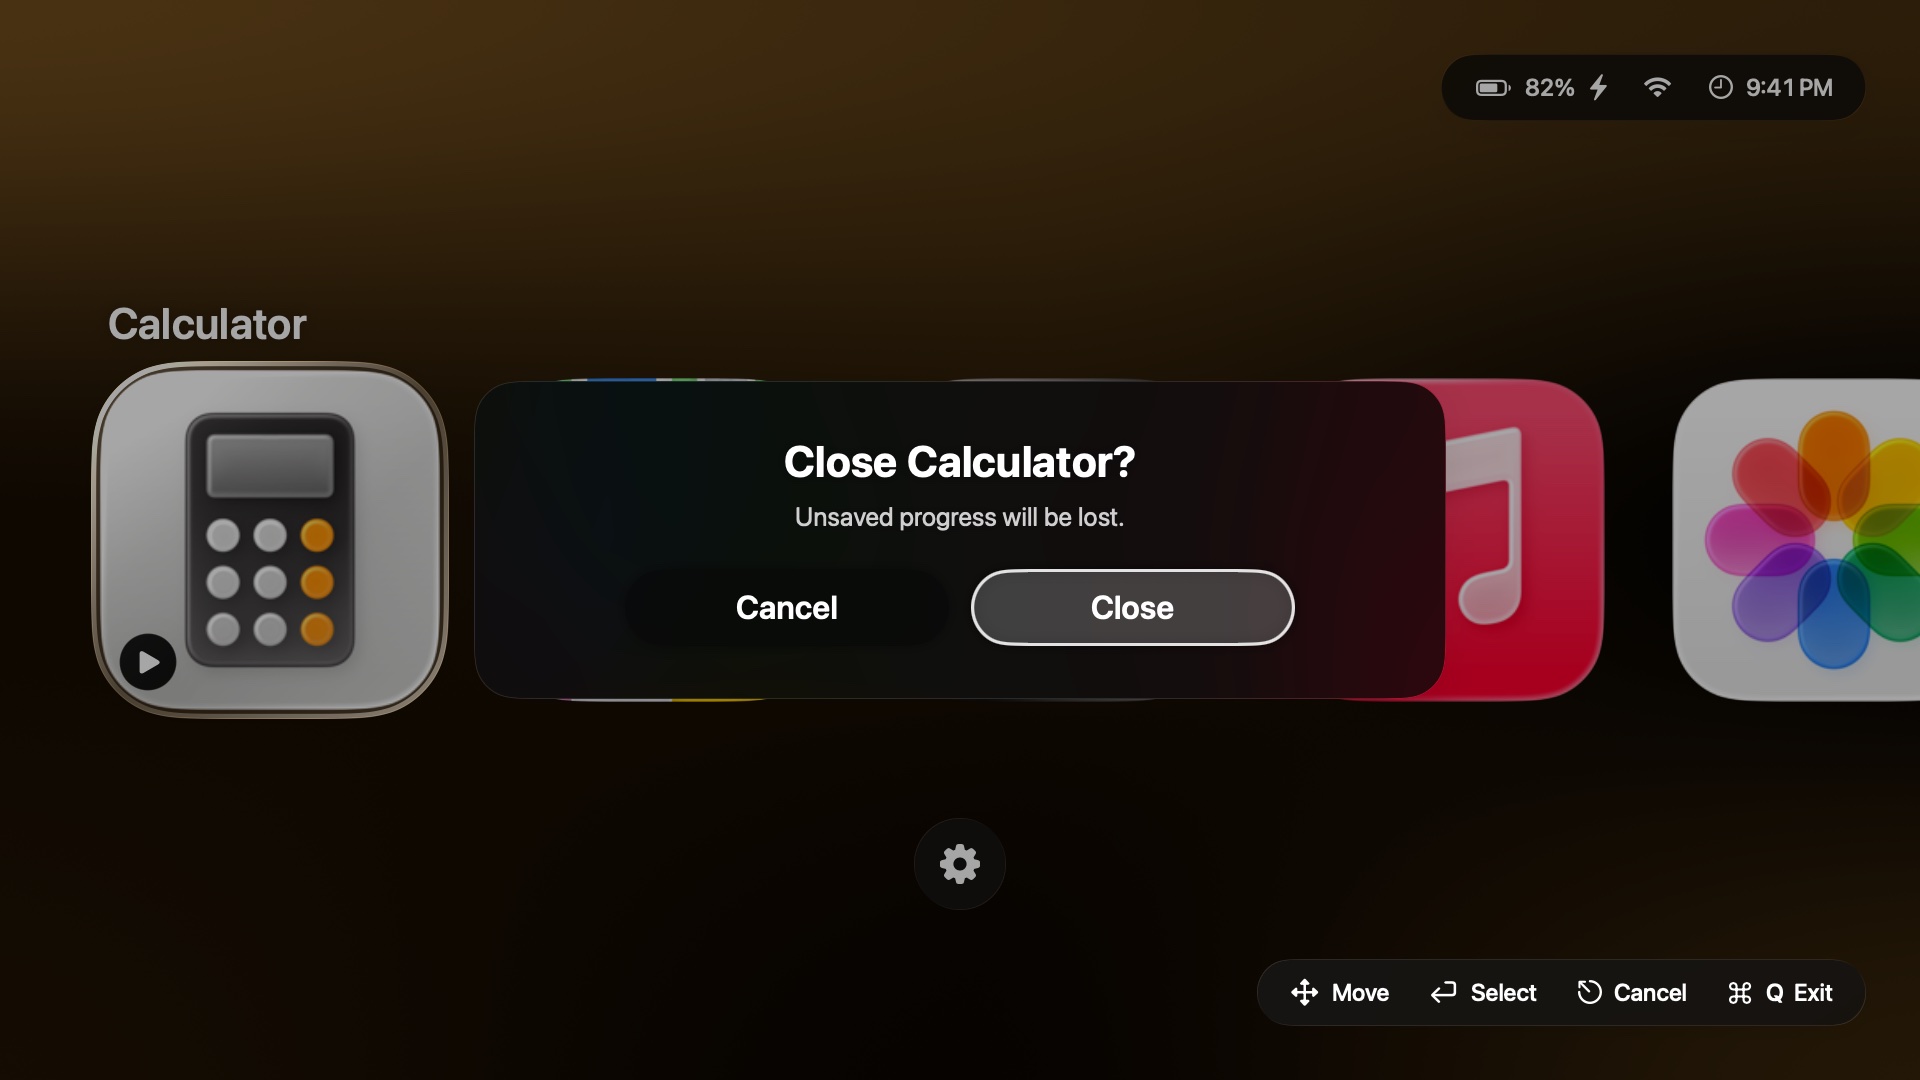 82%
9:41 PM
Calculator
Close Calculator?
Unsaved progress will be lost.
Cancel
Close
Move
Select
Cancel
⌘ Q Exit